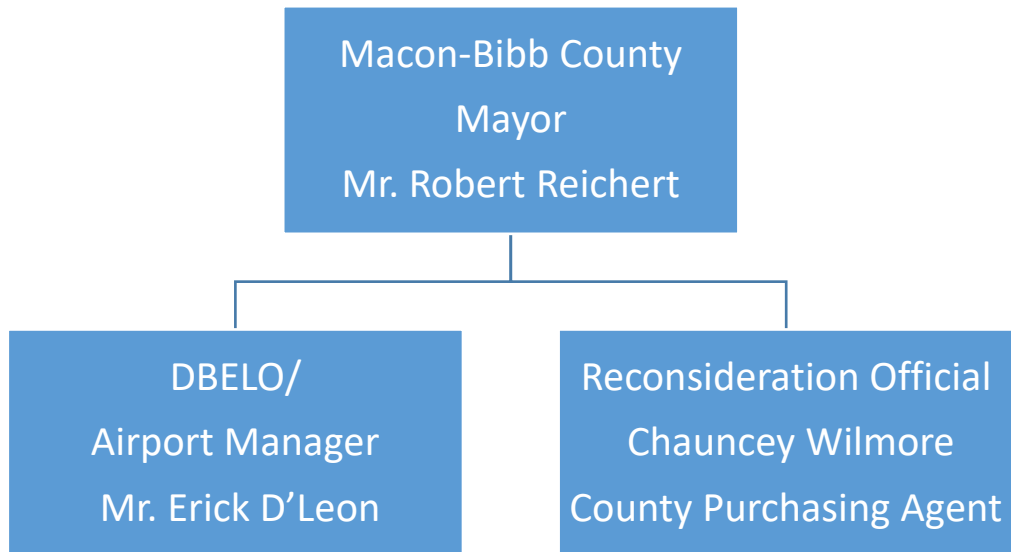 Macon-Bibb County
Mayor
Mr. Robert Reichert
DBELO/
Airport Manager
Mr. Erick D’Leon
Reconsideration Official
Chauncey Wilmore
County Purchasing Agent